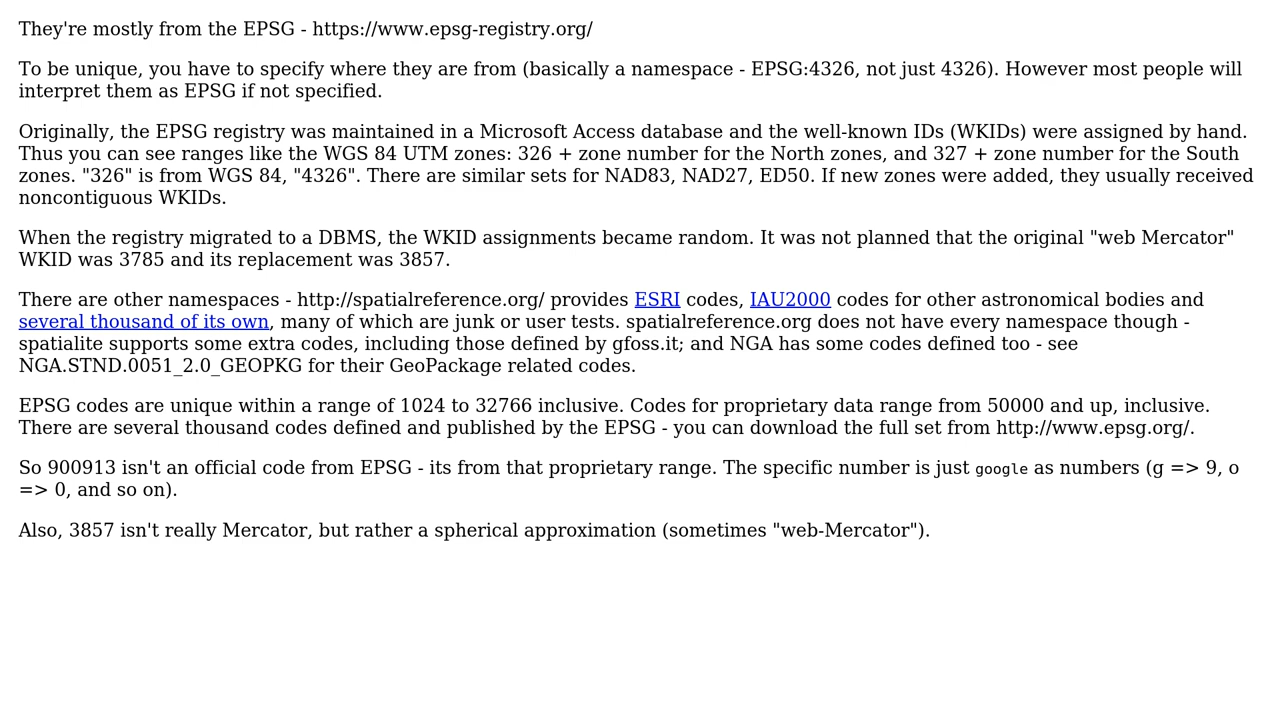 They're mostly from the EPSG - https://www.epsg-registry.org/
To be unique, you have to specify where they are from (basically a namespace - EPSG:4326, not just 4326). However most people will
interpret them as EPSG if not specified.
Originally, the EPSG registry was maintained in a Microsoft Access database and the well-known IDs (WKIDs) were assigned by hand.
Thus you can see ranges like the WGS 84 UTM zones: 326 + zone number for the North zones, and 327 + zone number for the South
zones. "326" is from WGS 84, "4326". There are similar sets for NAD83, NAD27, ED50. If new zones were added, they usually received
noncontiguous WKIDs.
When the registry migrated to a DBMS, the WKID assignments became random. It was not planned that the original "web Mercator"
WKID was 3785 and its replacement was 3857.
There are other namespaces - http://spatialreference.org/ provides ESRI codes, IAU2000 codes for other astronomical bodies and
several thousand of its own, many of which are junk or user tests. spatialreference.org does not have every namespace though -
spatialite supports some extra codes, including those defined by gfoss.it; and NGA has some codes defined too - see
NGA.STND.0051_2.0_GEOPKG for their GeoPackage related codes.
EPSG codes are unique within a range of 1024 to 32766 inclusive. Codes for proprietary data range from 50000 and up, inclusive.
There are several thousand codes defined and published by the EPSG - you can download the full set from http://www.epsg.org/.
So 900913 isn't an official code from EPSG - its from that proprietary range. The specific number is just google as numbers (g => 9, o
=> 0, and so on).
Also, 3857 isn't really Mercator, but rather a spherical approximation (sometimes "web-Mercator").